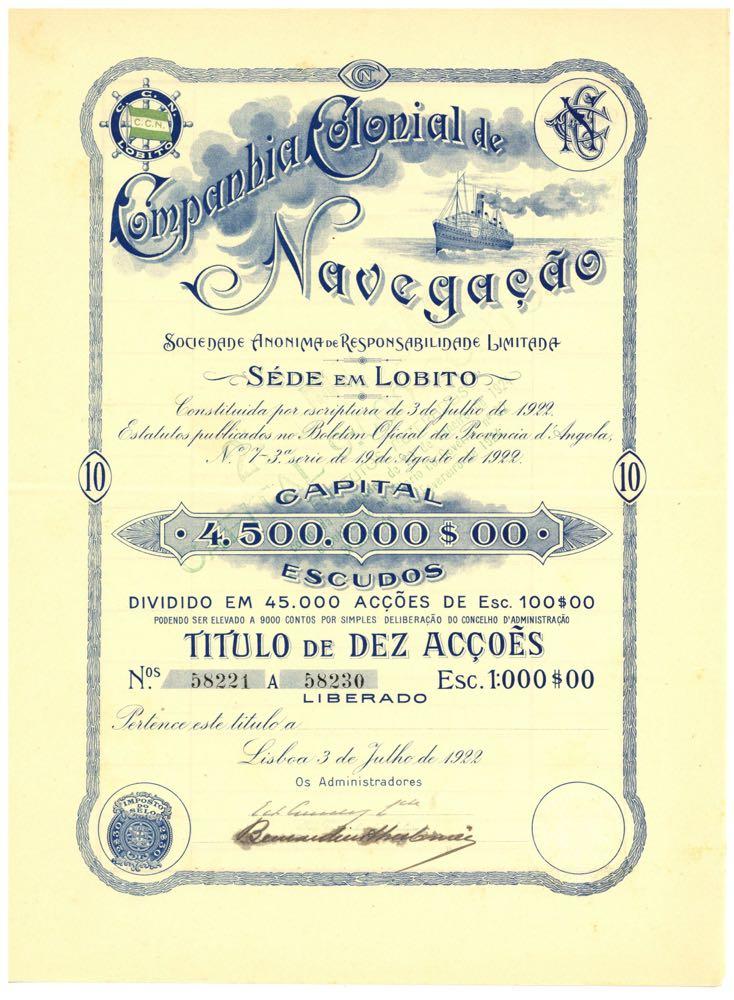 CNC
C. C. N.
C.C.N.
LOBITO
Companhia Colonial de
Navegação
SOCIEDADE ANONIMA DE RESPONSABILIDADE LIMITADA
SÉDE EM LOBITO
Constituida por escriptura de 3 de Julho de 1922.
Estatutos publicados no Boletim Oficial da Provincia d'Angola,
Nº 7-3ª serie de 19 de Agosto de 1922.
10
10
CAPITAL
4.500.000 $ 00
ESCUDOS
DIVIDIDO EM 45.000 ACÇÕES DE Esc. 100$00
PODENDO SER ELEVADO A 9000 CONTOS POR SIMPLES DELIBERAÇÃO DO CONCELHO D'ADMINISTRAÇÃO
TITULO DE DEZ ACÇOẼS
N.os 58221 A 58230 Esc. 1:000$00
LIBERADO
Pertence este titulo a
Lisboa 3 de Julho de 1922
Os Administradores
IMPOSTO
DO
SELO